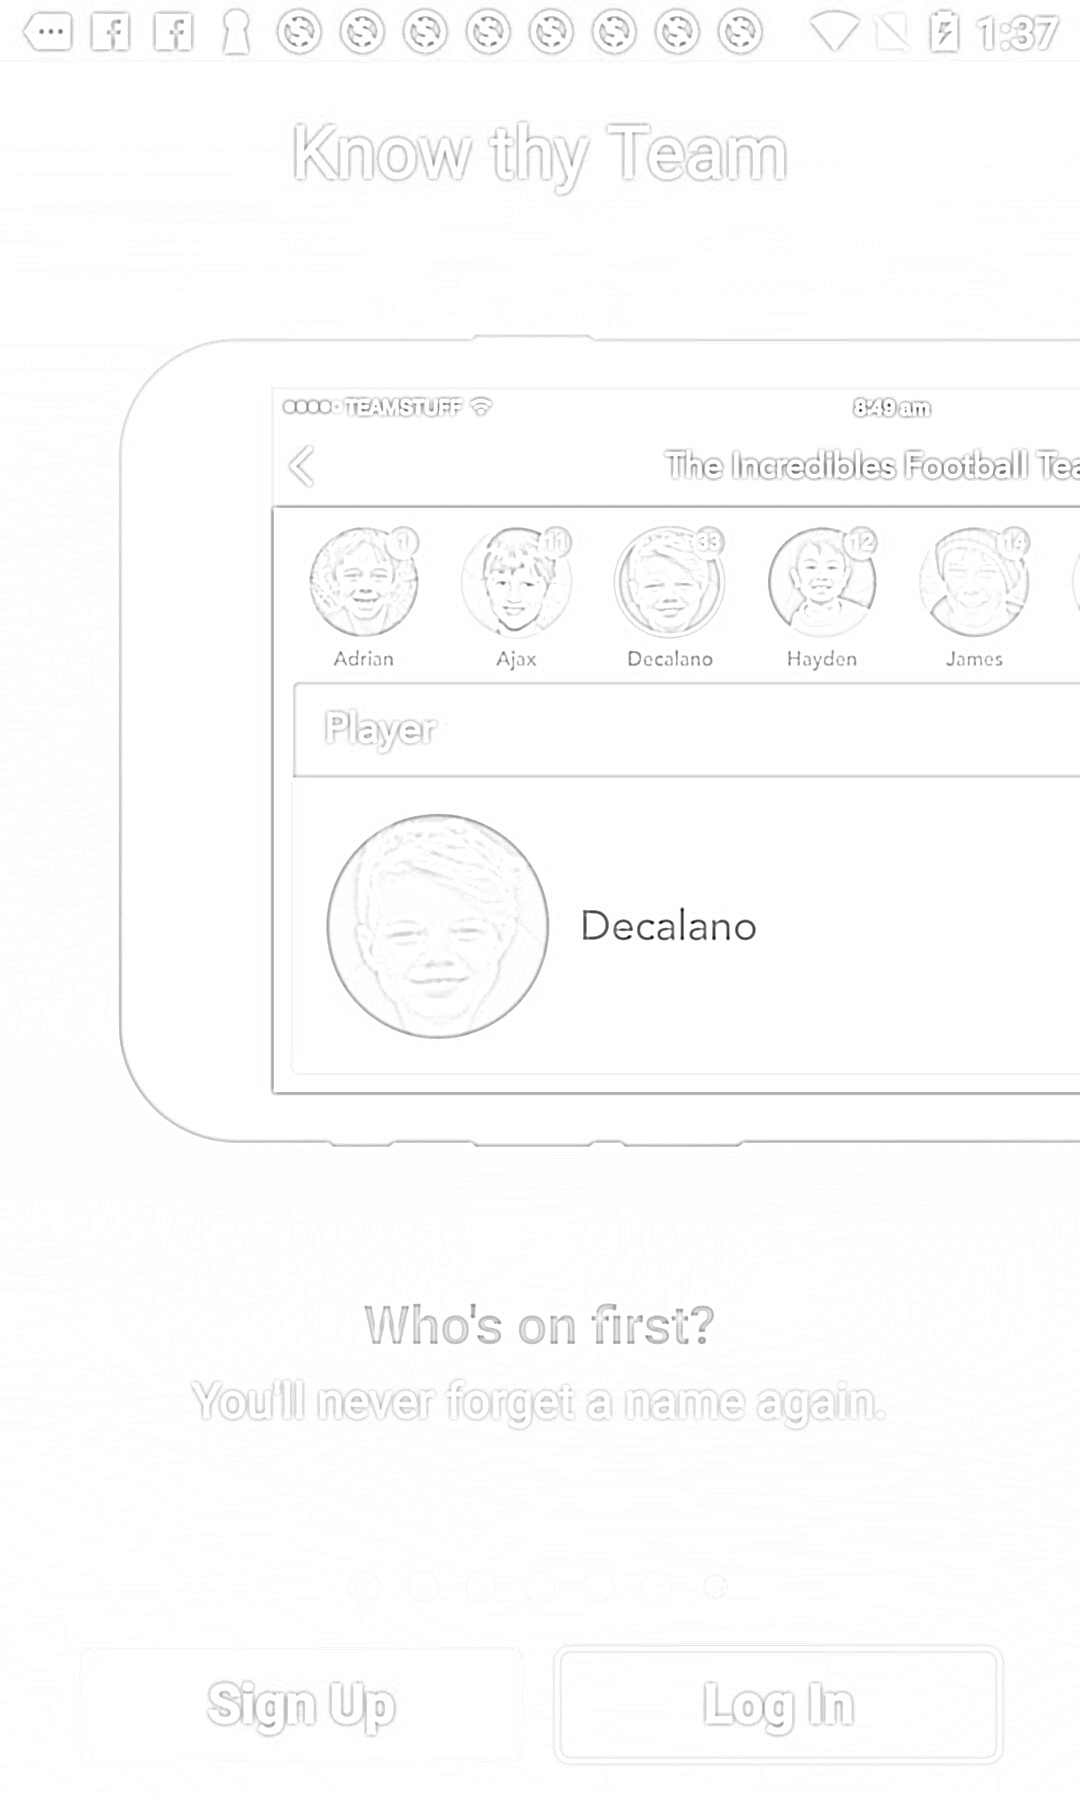 1:37
Know thy Team
TEAMSTUFF 8:49 am
The Incredibles Football Tea
1 11 33 12 14
Adrian Ajax Decalano Hayden James
Player
Decalano
Who's on first?
You'll never forget a name again.
Sign Up Log In